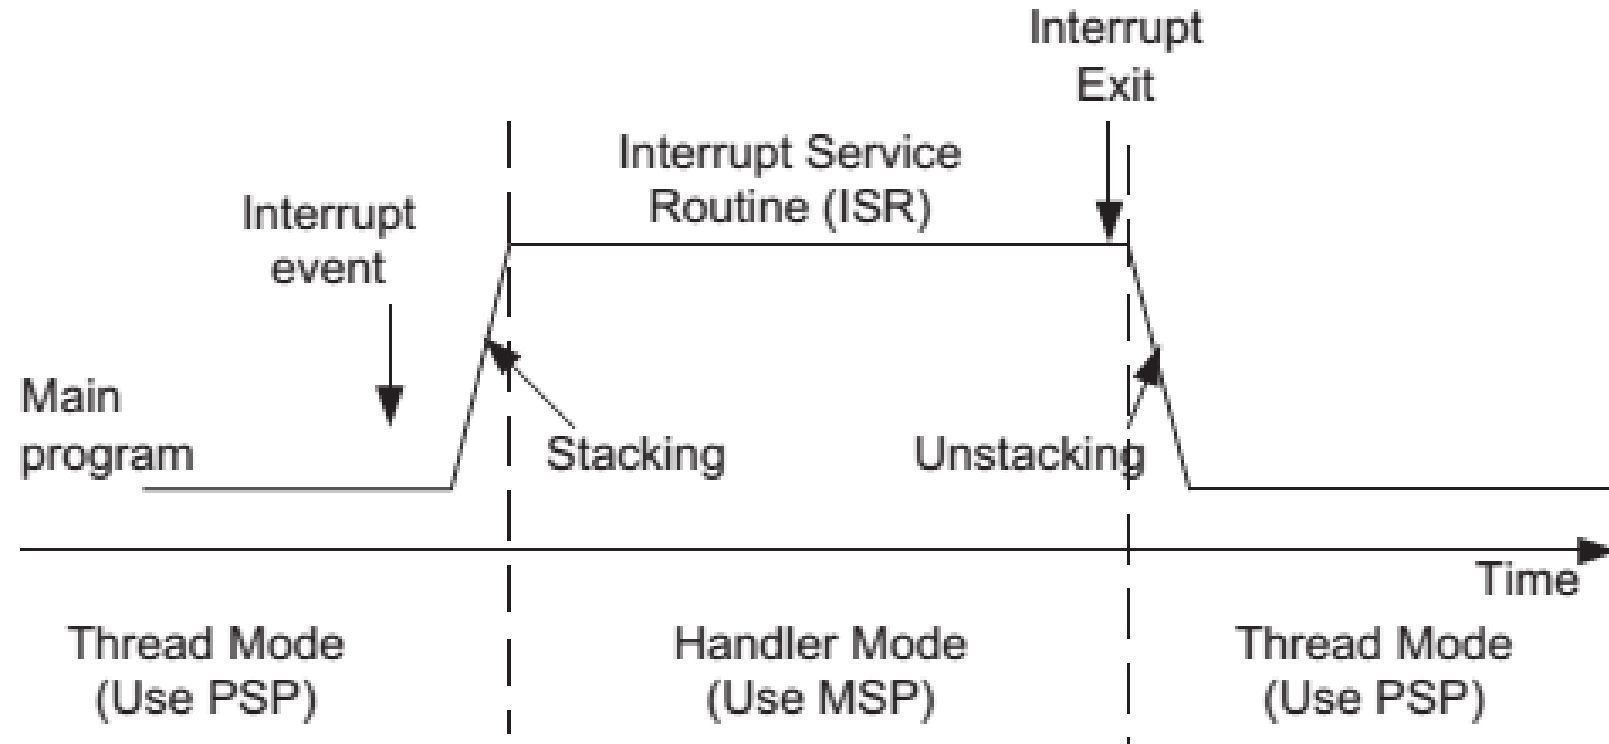 Interrupt
Exit
Interrupt Service
Routine (ISR)
Interrupt
event
Main
program
Stacking
Unstacking
Time
Thread Mode
(Use PSP)
Handler Mode
(Use MSP)
Thread Mode
(Use PSP)